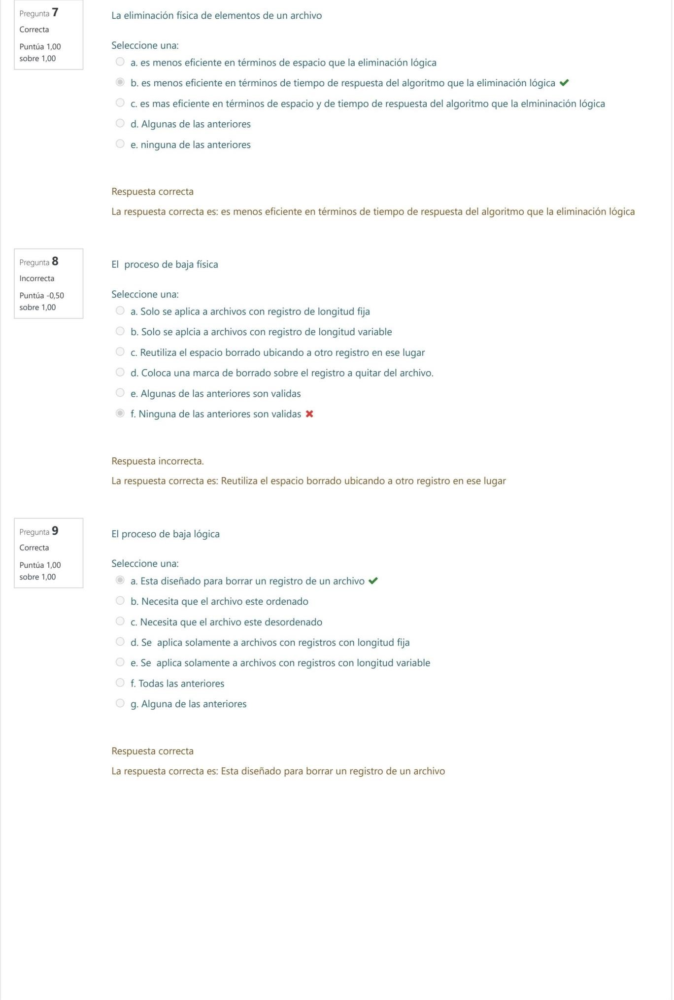 Pregunta 7
Correcta
Puntúa 1,00
sobre 1,00
La eliminación física de elementos de un archivo
Seleccione una:
a. es menos eficiente en términos de espacio que la eliminación lógica
b. es menos eficiente en términos de tiempo de respuesta del algoritmo que la eliminación lógica
c. es mas eficiente en términos de espacio y de tiempo de respuesta del algoritmo que la elmininación lógica
d. Algunas de las anteriores
e. ninguna de las anteriores
Respuesta correcta
La respuesta correcta es: es menos eficiente en términos de tiempo de respuesta del algoritmo que la eliminación lógica
Pregunta 8
Incorrecta
Puntúa -0,50
sobre 1,00
El proceso de baja física
Seleccione una:
a. Solo se aplica a archivos con registro de longitud fija
b. Solo se aplcia a archivos con registro de longitud variable
c. Reutiliza el espacio borrado ubicando a otro registro en ese lugar
d. Coloca una marca de borrado sobre el registro a quitar del archivo.
e. Algunas de las anteriores son validas
f. Ninguna de las anteriores son validas
Respuesta incorrecta.
La respuesta correcta es: Reutiliza el espacio borrado ubicando a otro registro en ese lugar
Pregunta 9
Correcta
Puntúa 1,00
sobre 1,00
El proceso de baja lógica
Seleccione una:
a. Esta diseñado para borrar un registro de un archivo
b. Necesita que el archivo este ordenado
c. Necesita que el archivo este desordenado
d. Se aplica solamente a archivos con registros con longitud fija
e. Se aplica solamente a archivos con registros con longitud variable
f. Todas las anteriores
g. Alguna de las anteriores
Respuesta correcta
La respuesta correcta es: Esta diseñado para borrar un registro de un archivo